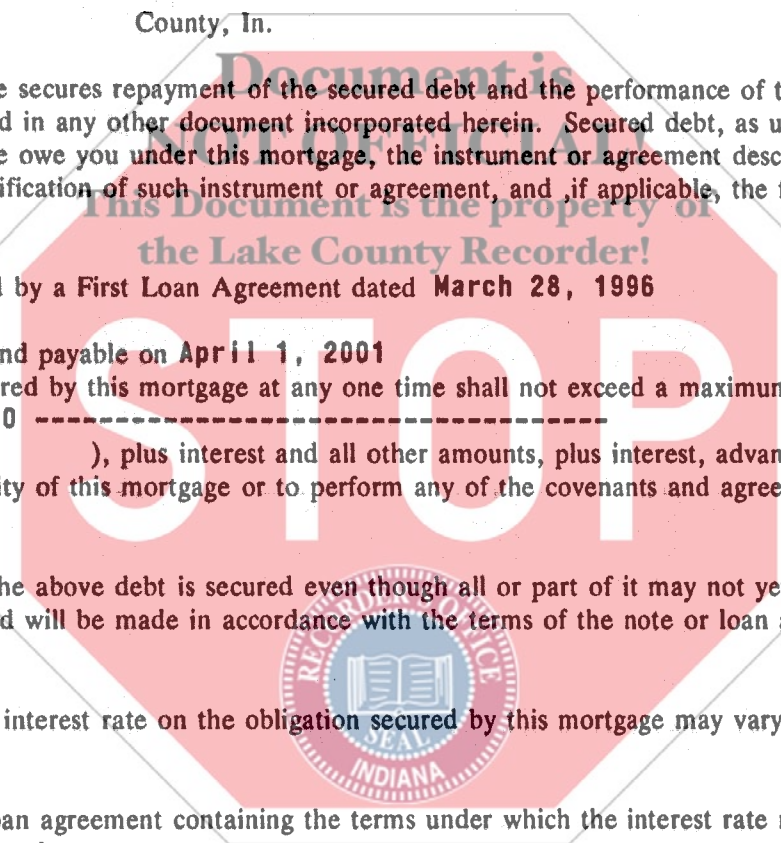 County, In.
Document is
e secures repayment of the secured debt and the performance of t
d in any other document incorporated herein. Secured debt, as u
NOT OFFICIAL!
e owe you under this mortgage, the instrument or agreement desc
ification of such instrument or agreement, and ,if applicable, the f
This Document is the property of
the Lake County Recorder!
d by a First Loan Agreement dated March 28, 1996
STOP
nd payable on April 1, 2001
red by this mortgage at any one time shall not exceed a maximum
0 ------------------------------------
), plus interest and all other amounts, plus interest, advan
ity of this mortgage or to perform any of the covenants and agree
he above debt is secured even though all or part of it may not ye
d will be made in accordance with the terms of the note or loan a
RECORDER'S OFFICE
SEAL
INDIANA
interest rate on the obligation secured by this mortgage may vary
oan agreement containing the terms under which the interest rate